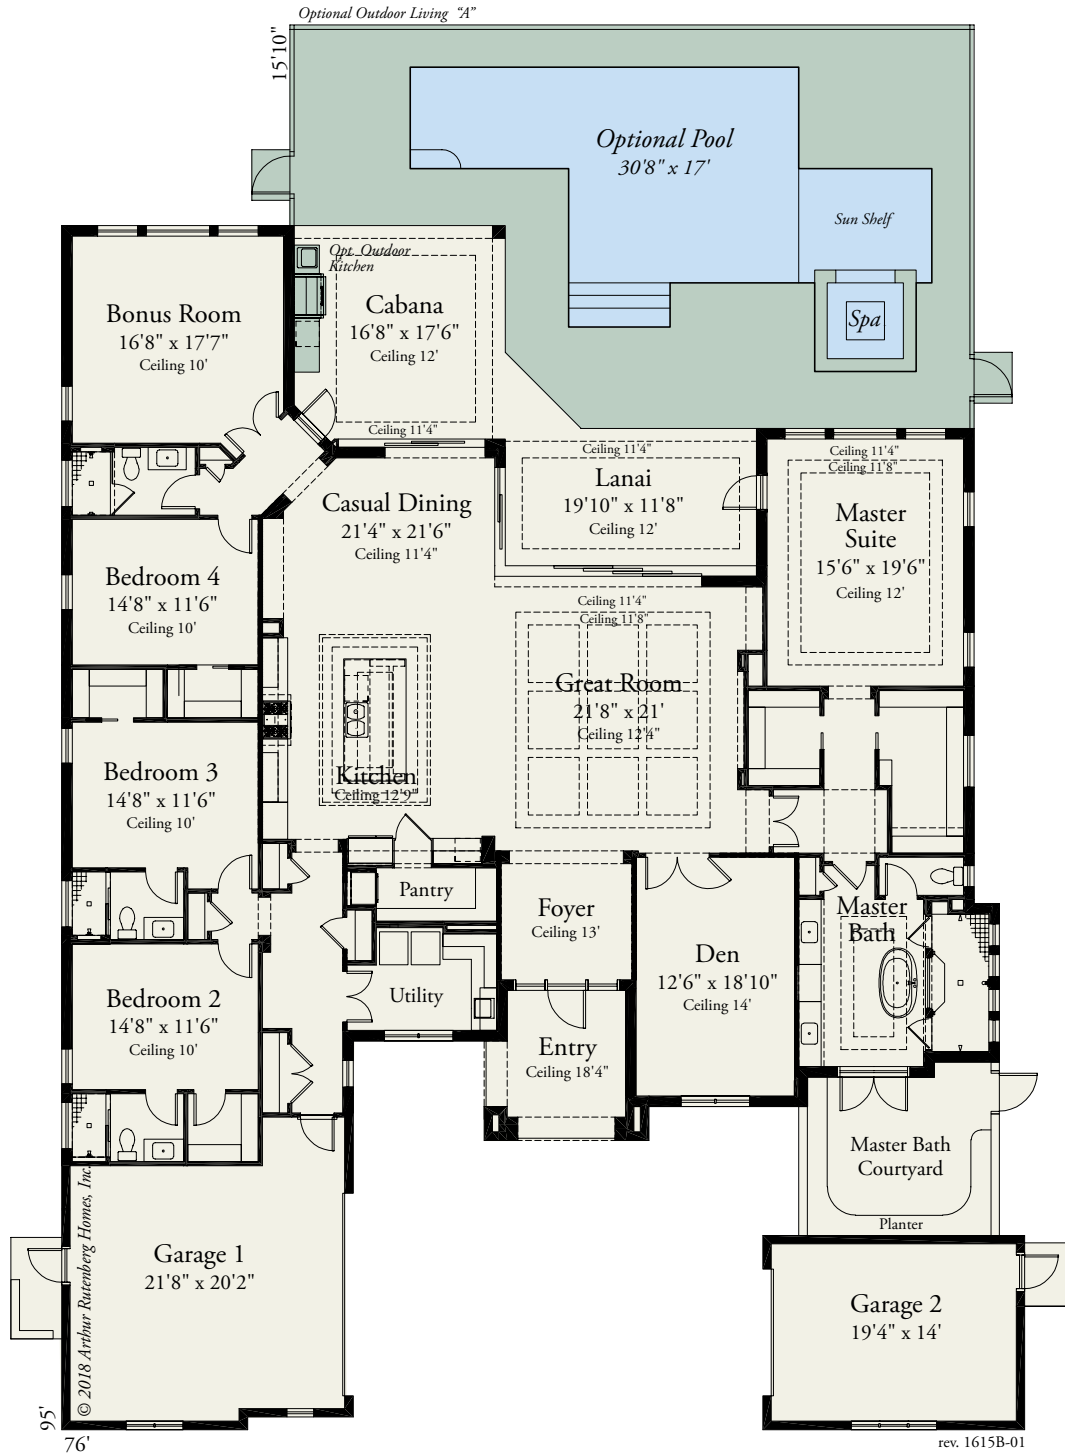 Optional Outdoor Living “A”
15'10"
Optional Pool
30'8" x 17'
Sun Shelf
Spa
Opt. Outdoor
Kitchen
Cabana
16'8" x 17'6"
Ceiling 12'
Ceiling 11'4"
Bonus Room
16'8" x 17'7"
Ceiling 10'
Ceiling 11'4"
Lanai
19'10" x 11'8"
Ceiling 12'
Ceiling 11'4"
Ceiling 11'8"
Master
Suite
15'6" x 19'6"
Ceiling 12'
Casual Dining
21'4" x 21'6"
Ceiling 11'4"
Bedroom 4
14'8" x 11'6"
Ceiling 10'
Ceiling 11'4"
Ceiling 11'8"
Great Room
21'8" x 21'
Ceiling 12'4"
Kitchen
Ceiling 12'9"
Bedroom 3
14'8" x 11'6"
Ceiling 10'
Pantry
Foyer
Ceiling 13'
Den
12'6" x 18'10"
Ceiling 14'
Master
Bath
Bedroom 2
14'8" x 11'6"
Ceiling 10'
Utility
Entry
Ceiling 18'4"
Master Bath
Courtyard
Planter
Garage 1
21'8" x 20'2"
Garage 2
19'4" x 14'
© 2018 Arthur Rutenberg Homes, Inc.
95'
76'
rev. 1615B-01